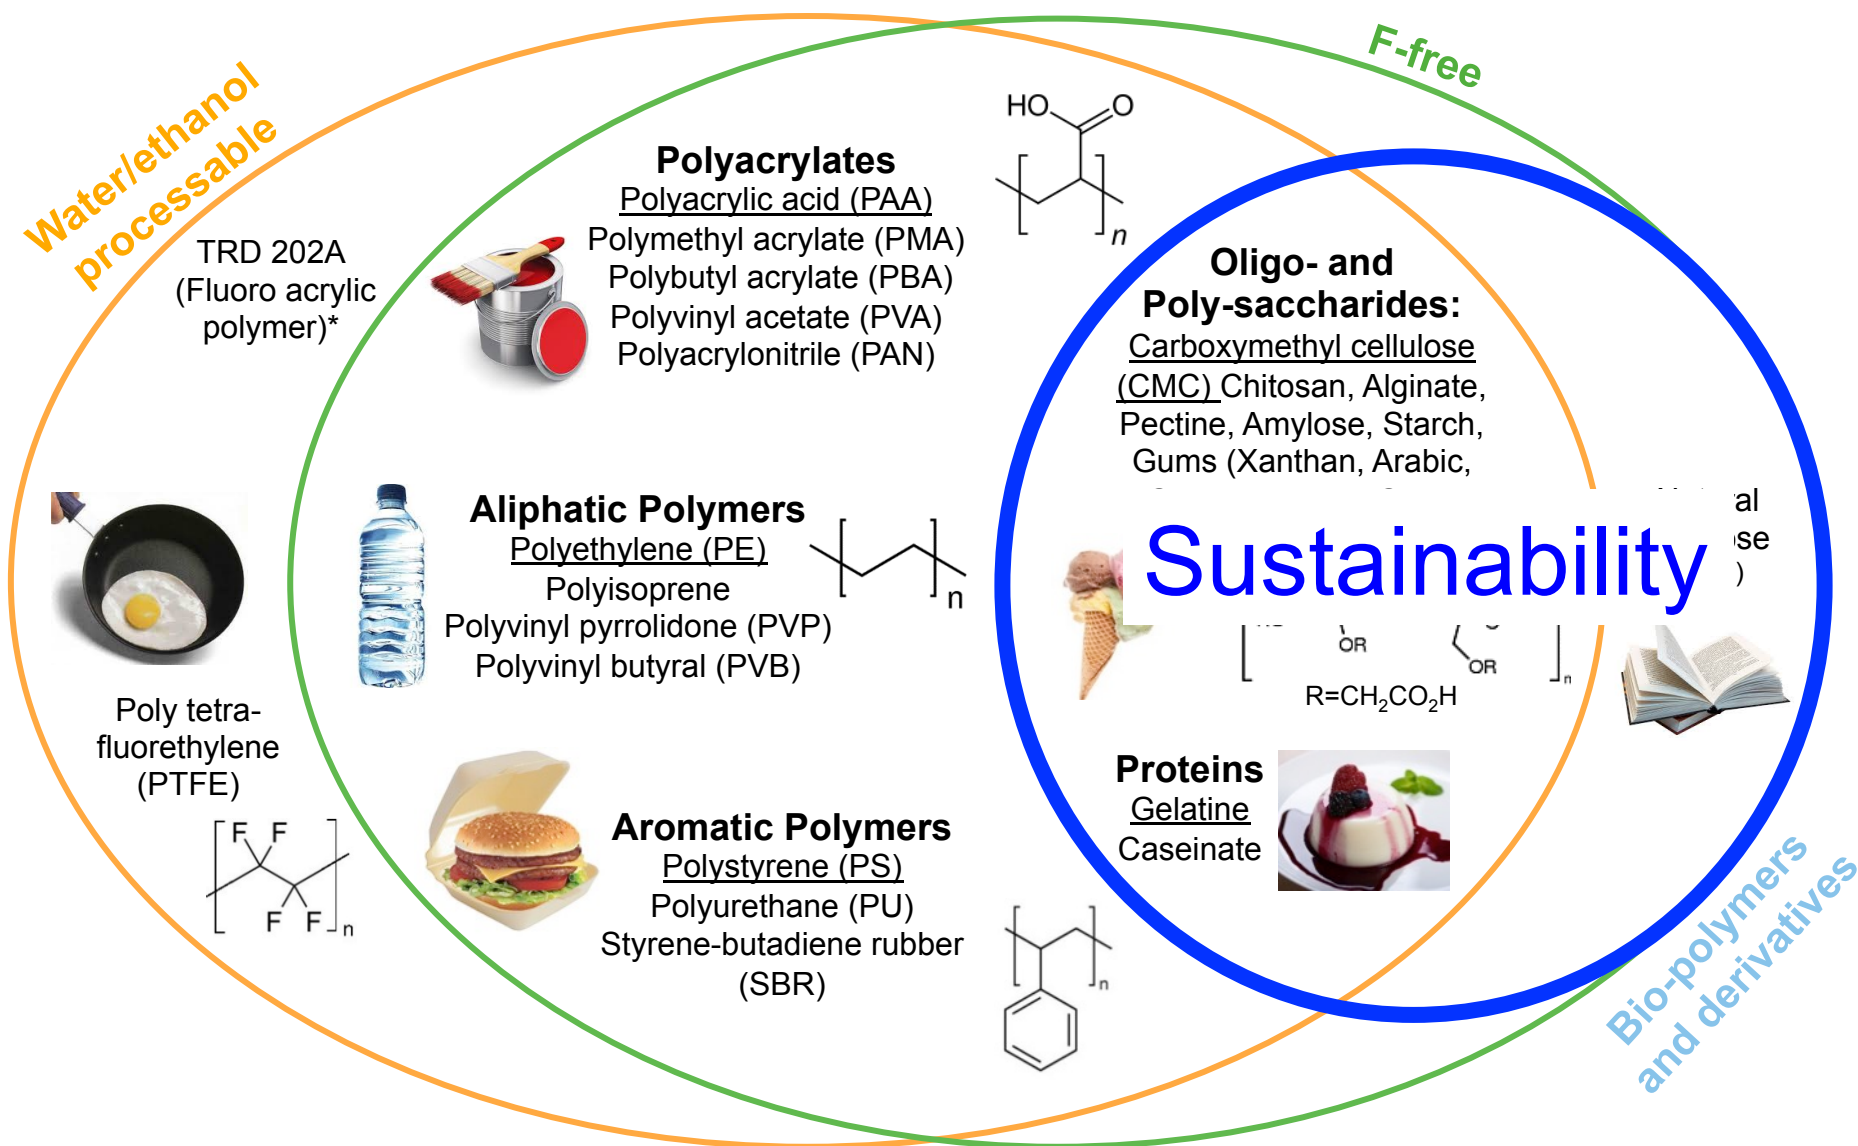 Water/ethanol
processable
F-free
TRD 202A
(Fluoro acrylic
polymer)*
Polyacrylates
Polyacrylic acid (PAA)
Polymethyl acrylate (PMA)
Polybutyl acrylate (PBA)
Polyvinyl acetate (PVA)
Polyacrylonitrile (PAN)
HO O
n
Oligo- and
Poly-saccharides:
Carboxymethyl cellulose
(CMC) Chitosan, Alginate,
Pectine, Amylose, Starch,
Gums (Xanthan, Arabic,
Sustainability
OR
OR
n
R=CH₂CO₂H
Aliphatic Polymers
Polyethylene (PE)
Polyisoprene
Polyvinyl pyrrolidone (PVP)
Polyvinyl butyral (PVB)
n
Poly tetra-
fluorethylene
(PTFE)
F F
F F
n
Aromatic Polymers
Polystyrene (PS)
Polyurethane (PU)
Styrene-butadiene rubber
(SBR)
n
Proteins
Gelatine
Caseinate
Bio-polymers
and derivatives